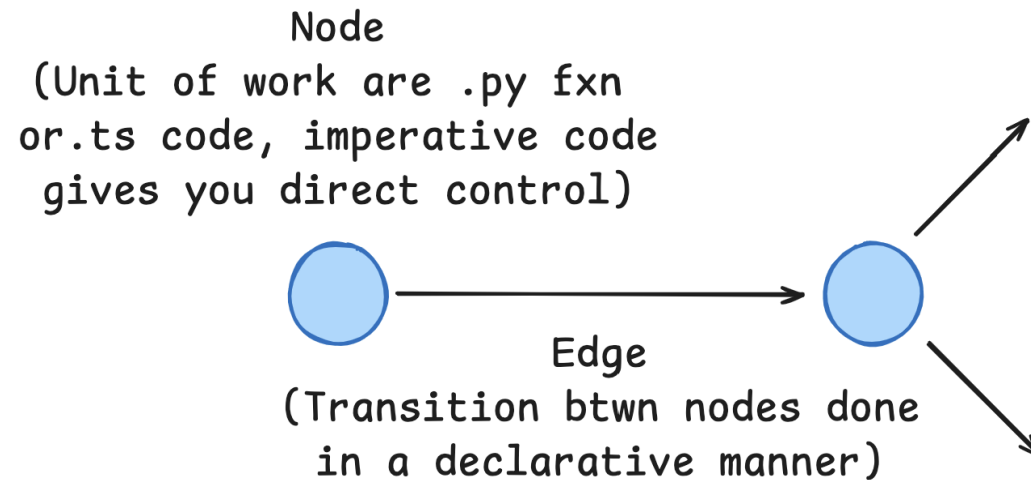 Node
(Unit of work are .py fxn
or.ts code, imperative code
gives you direct control)
Edge
(Transition btwn nodes done
in a declarative manner)